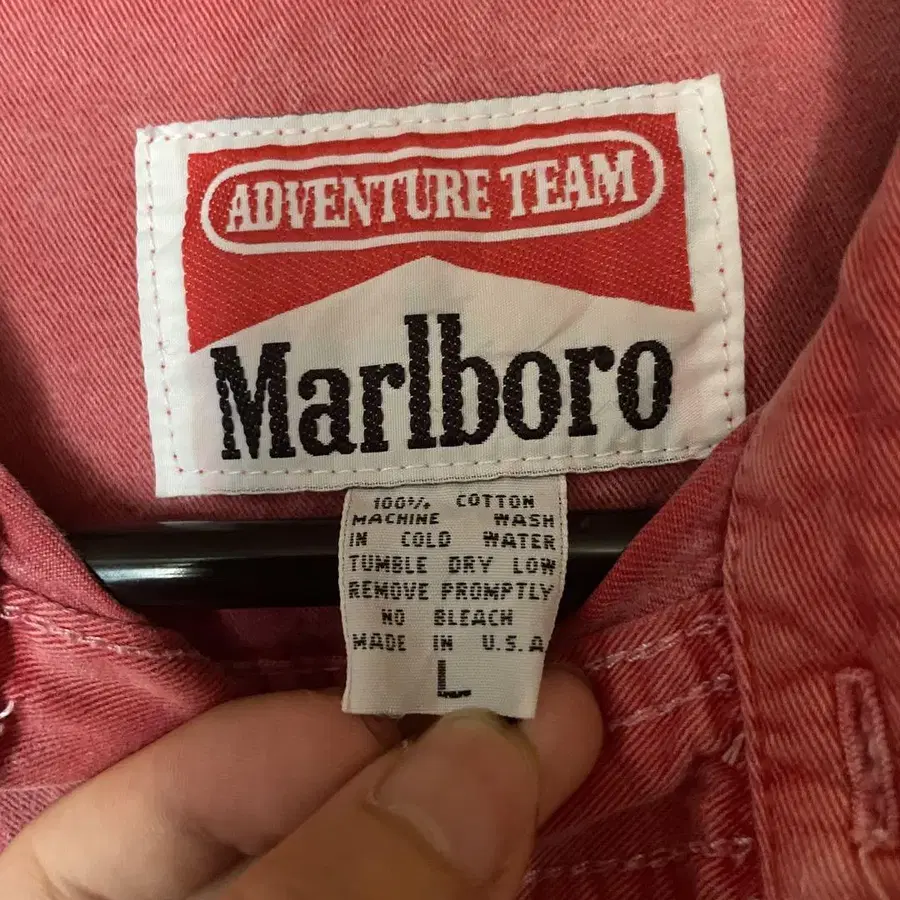 ADVENTURE TEAM
Marlboro
100% COTTON
MACHINE WASH
IN COLD WATER
TUMBLE DRY LOW
REMOVE PROMPTLY
NO BLEACH
MADE IN U.S.A
L